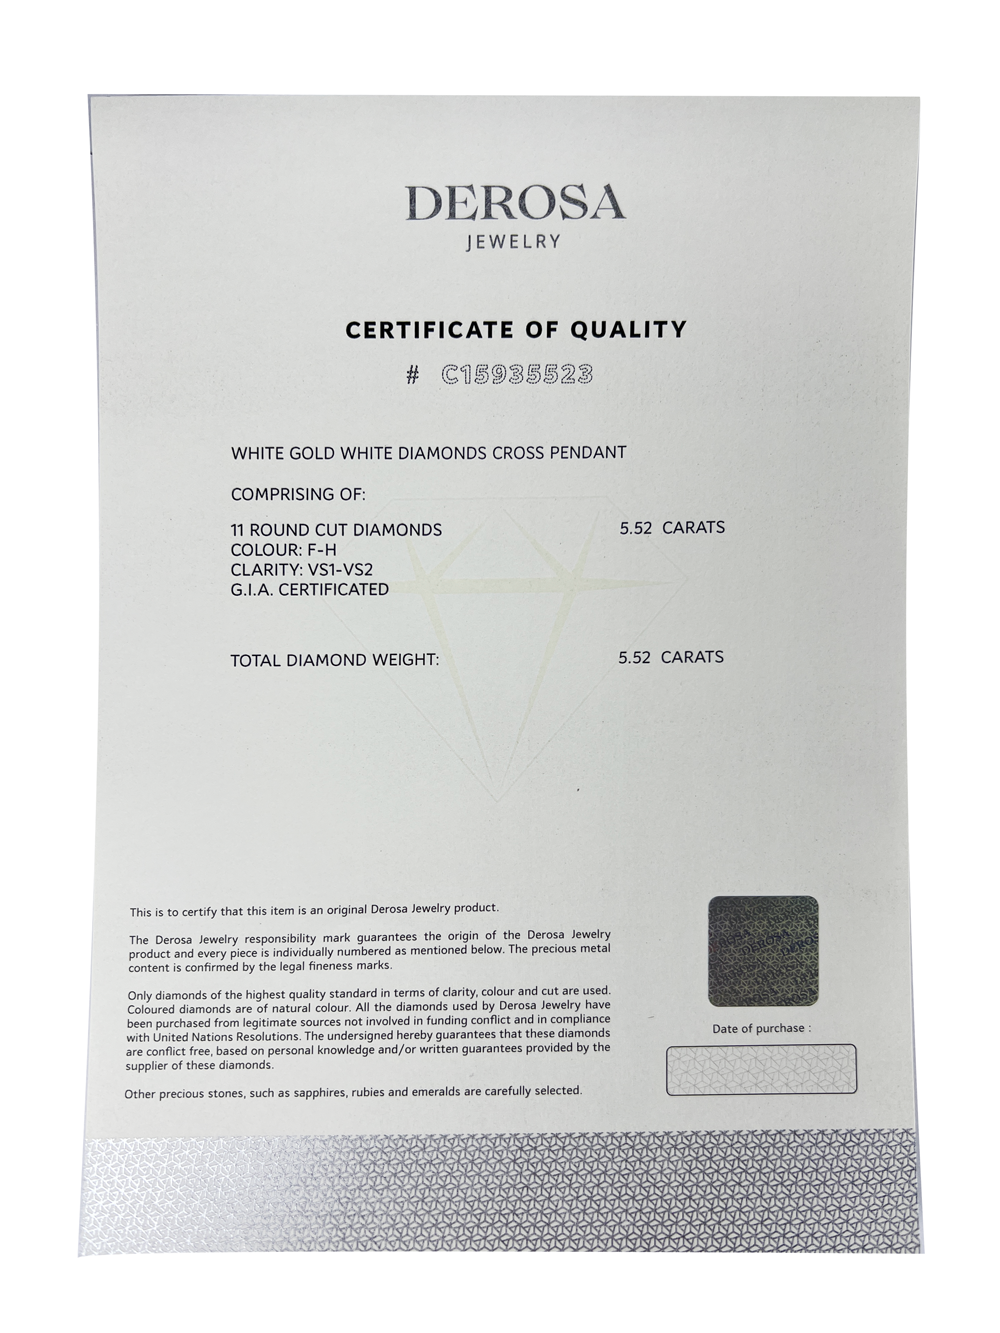 DEROSA
JEWELRY
CERTIFICATE OF QUALITY
# C15935523
WHITE GOLD WHITE DIAMONDS CROSS PENDANT
COMPRISING OF:
11 ROUND CUT DIAMONDS 5.52 CARATS
COLOUR: F-H
CLARITY: VS1-VS2
G.I.A. CERTIFICATED
TOTAL DIAMOND WEIGHT: 5.52 CARATS
This is to certify that this item is an original Derosa Jewelry product.
The Derosa Jewelry responsibility mark guarantees the origin of the Derosa Jewelry
product and every piece is individually numbered as mentioned below. The precious metal
content is confirmed by the legal fineness marks.
Only diamonds of the highest quality standard in terms of clarity, colour and cut are used.
Coloured diamonds are of natural colour. All the diamonds used by Derosa Jewelry have
been purchased from legitimate sources not involved in funding conflict and in compliance
with United Nations Resolutions. The undersigned hereby guarantees that these diamonds
are conflict free, based on personal knowledge and/or written guarantees provided by the
supplier of these diamonds.
Other precious stones, such as sapphires, rubies and emeralds are carefully selected.
DEROSA
Date of purchase :